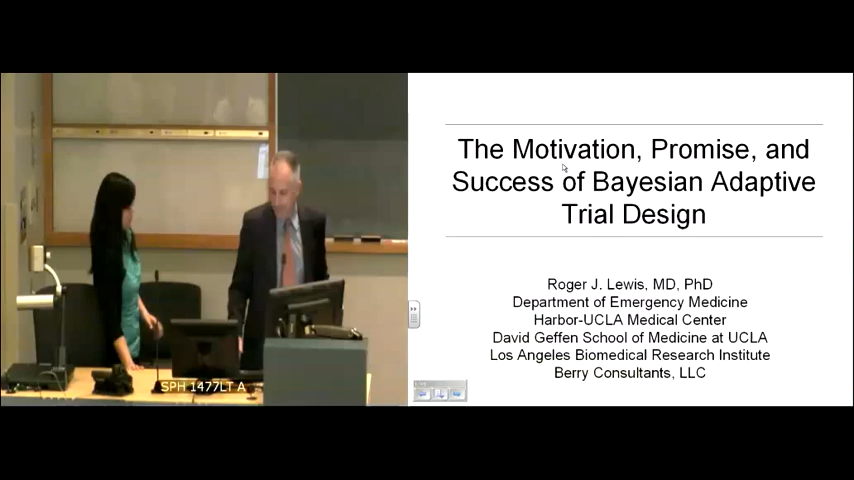 The Motivation, Promise, and
Success of Bayesian Adaptive
Trial Design
Roger J. Lewis, MD, PhD
Department of Emergency Medicine
Harbor-UCLA Medical Center
David Geffen School of Medicine at UCLA
Los Angeles Biomedical Research Institute
Berry Consultants, LLC
SPH 1477LT A